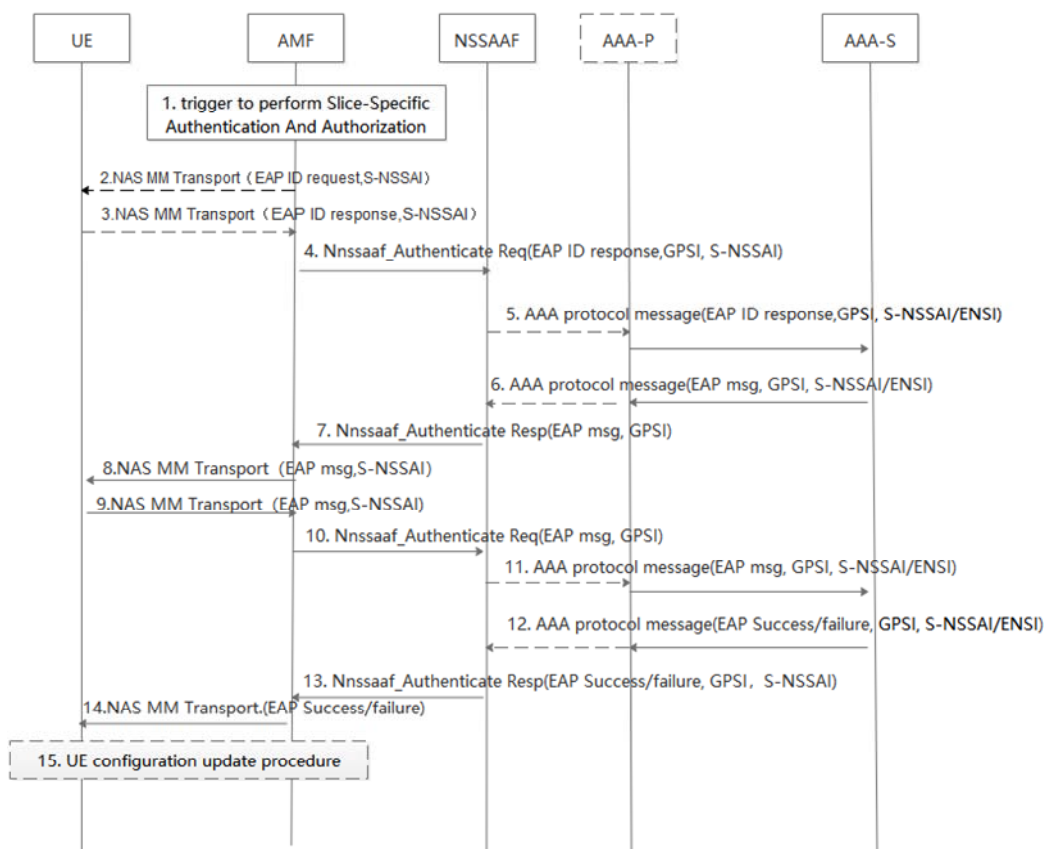 UE AMF NSSAAF AAA-P AAA-S
1. trigger to perform Slice-Specific
Authentication And Authorization
2.NAS MM Transport（EAP ID request,S-NSSAI）
3.NAS MM Transport（EAP ID response,S-NSSAI）
4. Nnssaaf_Authenticate Req(EAP ID response,GPSI, S-NSSAI)
5. AAA protocol message(EAP ID response,GPSI, S-NSSAI/ENSI)
6. AAA protocol message(EAP msg, GPSI, S-NSSAI/ENSI)
7. Nnssaaf_Authenticate Resp(EAP msg, GPSI)
8.NAS MM Transport（EAP msg,S-NSSAI）
9.NAS MM Transport（EAP msg,S-NSSAI）
10. Nnssaaf_Authenticate Req(EAP msg, GPSI)
11. AAA protocol message(EAP msg, GPSI, S-NSSAI/ENSI)
12. AAA protocol message(EAP Success/failure, GPSI, S-NSSAI/ENSI)
13. Nnssaaf_Authenticate Resp(EAP Success/failure, GPSI，S-NSSAI)
14.NAS MM Transport.(EAP Success/failure)
15. UE configuration update procedure